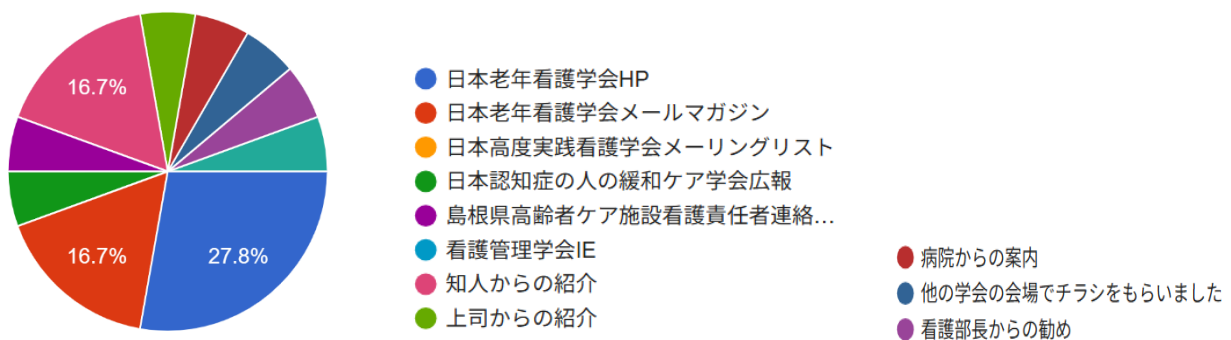 16.7%
16.7%
27.8%
日本老年看護学会HP
日本老年看護学会メールマガジン
日本高度実践看護学会メーリングリスト
日本認知症の人の緩和ケア学会広報
島根県高齢者ケア施設看護責任者連絡…
看護管理学会IE
知人からの紹介
上司からの紹介
病院からの案内
他の学会の会場でチラシをもらいました
看護部長からの勧め